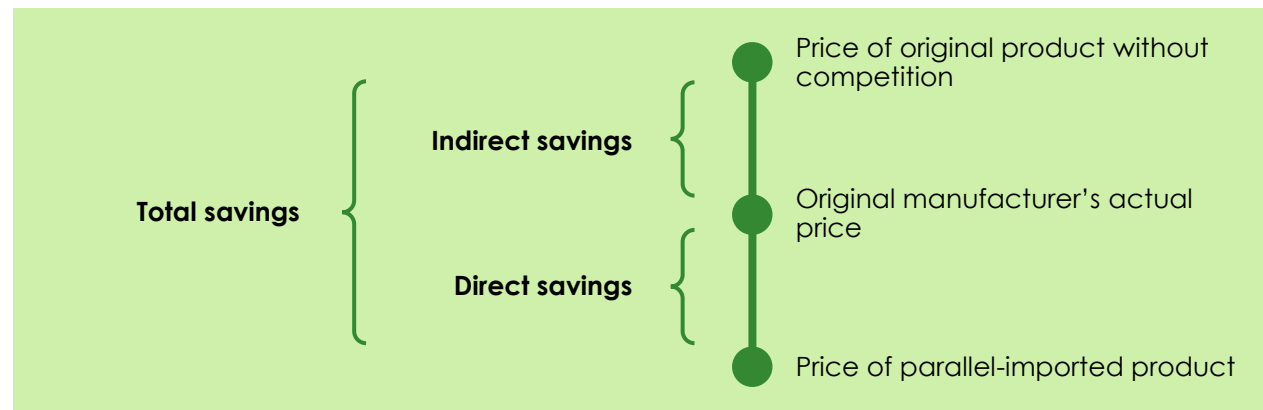 Price of original product without
competition
Indirect savings
Total savings
Original manufacturer’s actual
price
Direct savings
Price of parallel-imported product